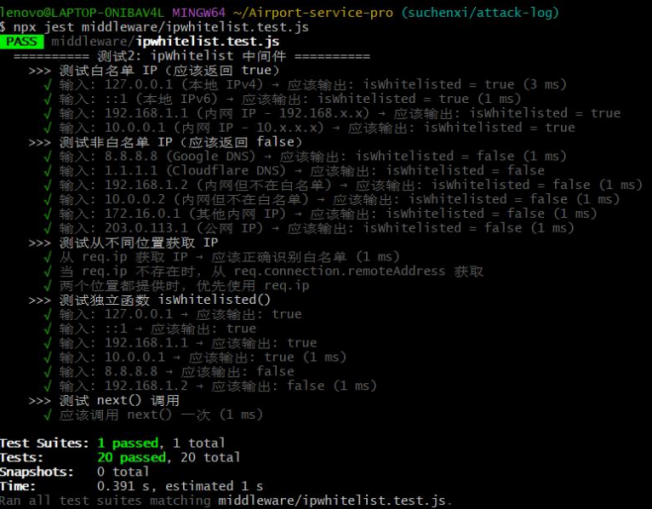 lenovo@LAPTOP-0NIBAV4L MINGW64 ~/Airport-service-pro (suchenxi/attack-log)
$ npx jest middleware/ipwhitelist.test.js
PASS middleware/ipwhitelist.test.js
========== 测试2: ipWhitelist 中间件 ==========
>>> 测试白名单 IP（应该返回 true）
√ 输入: 127.0.0.1 (本地 IPv4) → 应该输出: isWhitelisted = true (3 ms)
√ 输入: ::1 (本地 IPv6) → 应该输出: isWhitelisted = true (1 ms)
√ 输入: 192.168.1.1 (内网 IP - 192.168.x.x) → 应该输出: isWhitelisted = true
√ 输入: 10.0.0.1 (内网 IP - 10.x.x.x) → 应该输出: isWhitelisted = true
>>> 测试非白名单 IP（应该返回 false）
√ 输入: 8.8.8.8 (Google DNS) → 应该输出: isWhitelisted = false (1 ms)
√ 输入: 1.1.1.1 (Cloudflare DNS) → 应该输出: isWhitelisted = false
√ 输入: 192.168.1.2 (内网但不在白名单) → 应该输出: isWhitelisted = false (1 ms)
√ 输入: 10.0.0.2 (内网但不在白名单) → 应该输出: isWhitelisted = false (1 ms)
√ 输入: 172.16.0.1 (其他内网 IP) → 应该输出: isWhitelisted = false (1 ms)
√ 输入: 203.0.113.1 (公网 IP) → 应该输出: isWhitelisted = false (1 ms)
>>> 测试从不同位置获取 IP
√ 从 req.ip 获取 IP → 应该正确识别白名单 (1 ms)
√ 当 req.ip 不存在时，从 req.connection.remoteAddress 获取
√ 两个位置都提供时，优先使用 req.ip
>>> 测试独立函数 isWhitelisted()
√ 输入: 127.0.0.1 → 应该输出: true
√ 输入: ::1 → 应该输出: true
√ 输入: 192.168.1.1 → 应该输出: true
√ 输入: 10.0.0.1 → 应该输出: true (1 ms)
√ 输入: 8.8.8.8 → 应该输出: false
√ 输入: 192.168.1.2 → 应该输出: false (1 ms)
>>> 测试 next() 调用
√ 应该调用 next() 一次 (1 ms)
Test Suites: 1 passed, 1 total
Tests: 20 passed, 20 total
Snapshots: 0 total
Time: 0.391 s, estimated 1 s
Ran all test suites matching middleware/ipwhitelist.test.js.